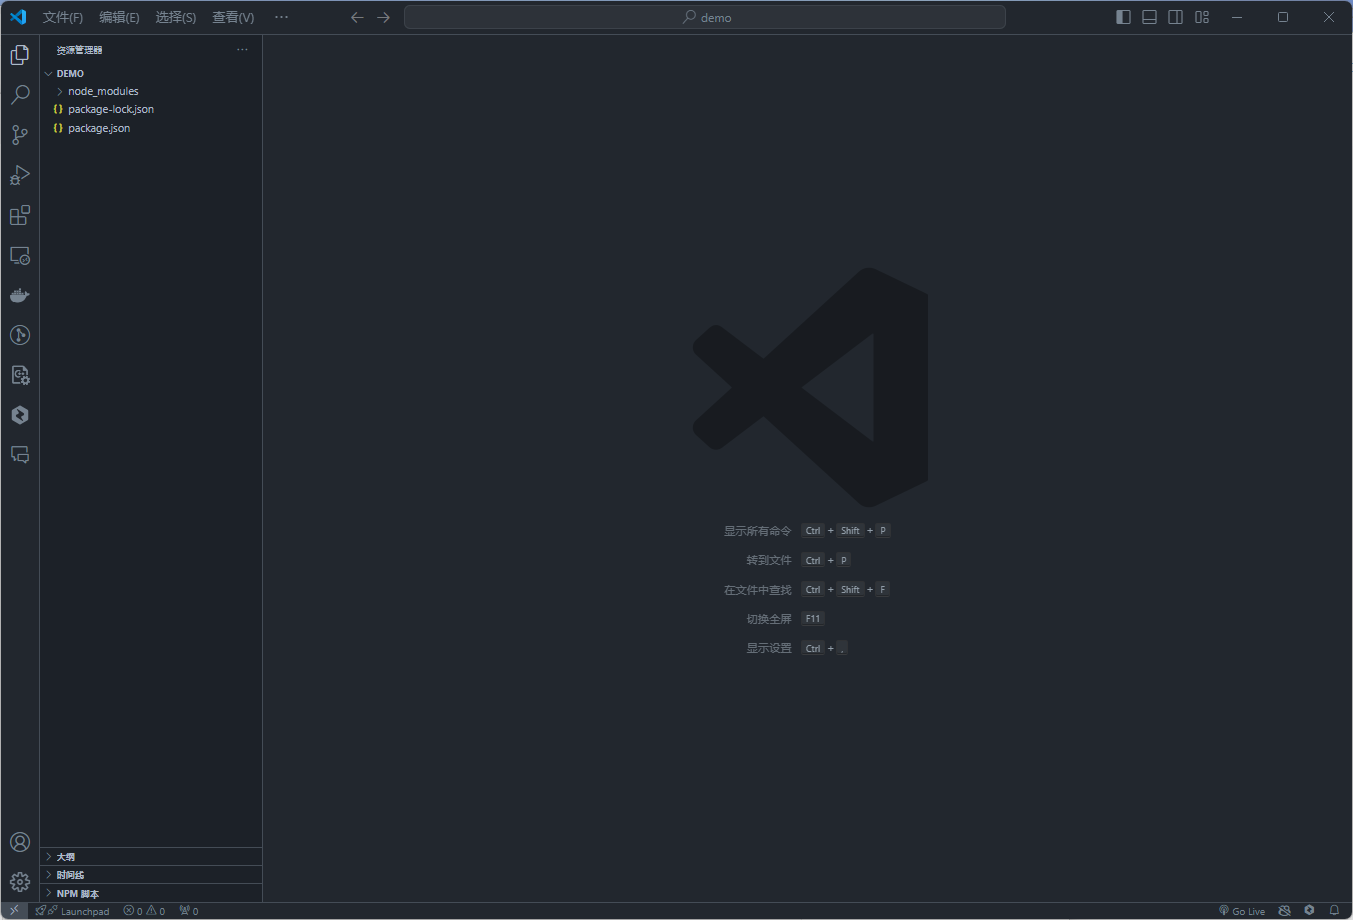 文件(F) 编辑(E) 选择(S) 查看(V) ··· demo
资源管理器 ···
DEMO
node_modules
{} package-lock.json
{} package.json
显示所有命令 Ctrl + Shift + P
转到文件 Ctrl + P
在文件中查找 Ctrl + Shift + F
切换全屏 F11
显示设置 Ctrl + .
大纲
时间线
NPM 脚本
Launchpad 0 0 0 Go Live